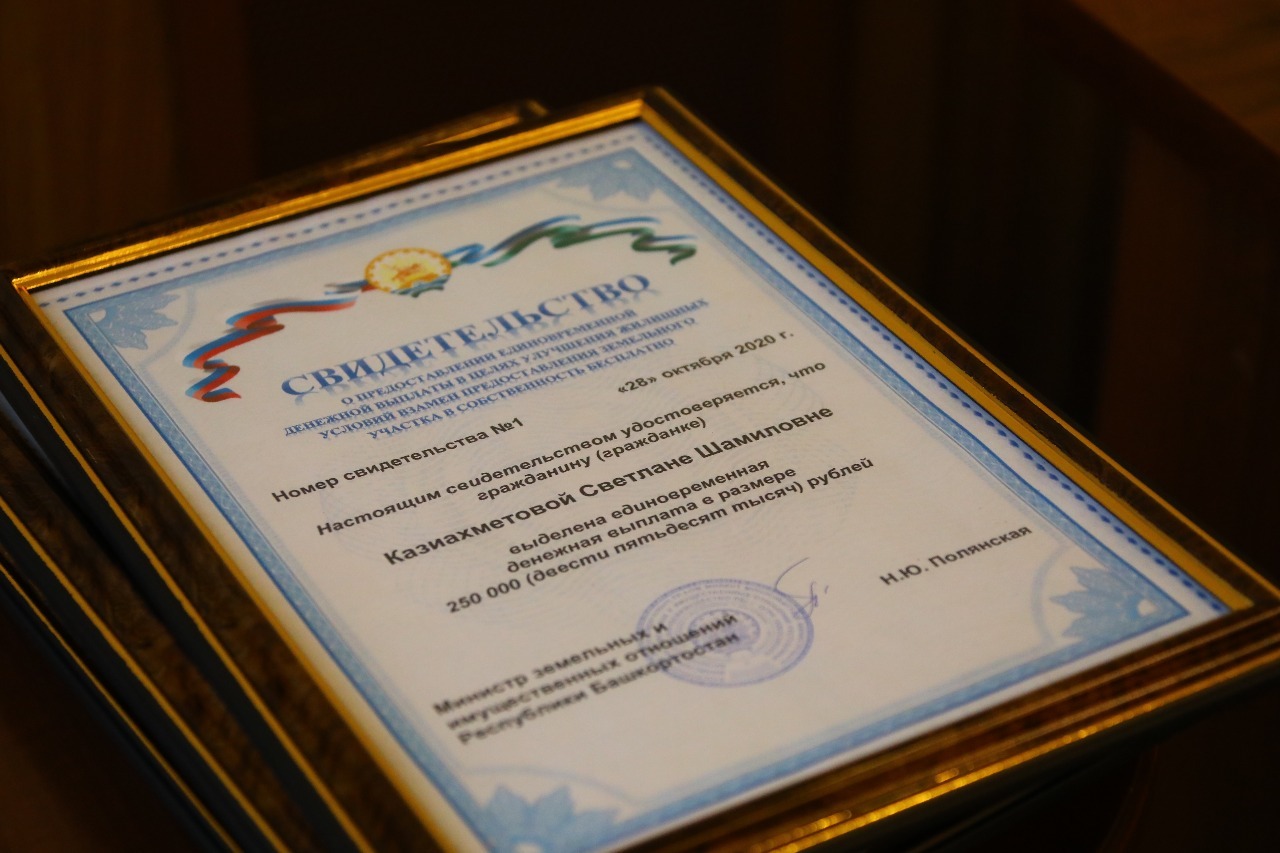 СВИДЕТЕЛЬСТВО
О ПРЕДОСТАВЛЕНИИ ЕДИНОВРЕМЕННОЙ
ДЕНЕЖНОЙ ВЫПЛАТЫ В ЦЕЛЯХ УЛУЧШЕНИЯ ЖИЛИЩНЫХ
УСЛОВИЙ ВЗАМЕН ПРЕДОСТАВЛЕНИЯ ЗЕМЕЛЬНОГО
УЧАСТКА В СОБСТВЕННОСТЬ БЕСПЛАТНО
Номер свидетельства №1
«28» октября 2020 г.
Настоящим свидетельством удостоверяется, что
гражданину (гражданке)
Казиахметовой Светлане Шамиловне
выделена единовременная
денежная выплата в размере
250 000 (двести пятьдесят тысяч) рублей
Министр земельных и
имущественных отношений
Республики Башкортостан
Н.Ю. Полянская